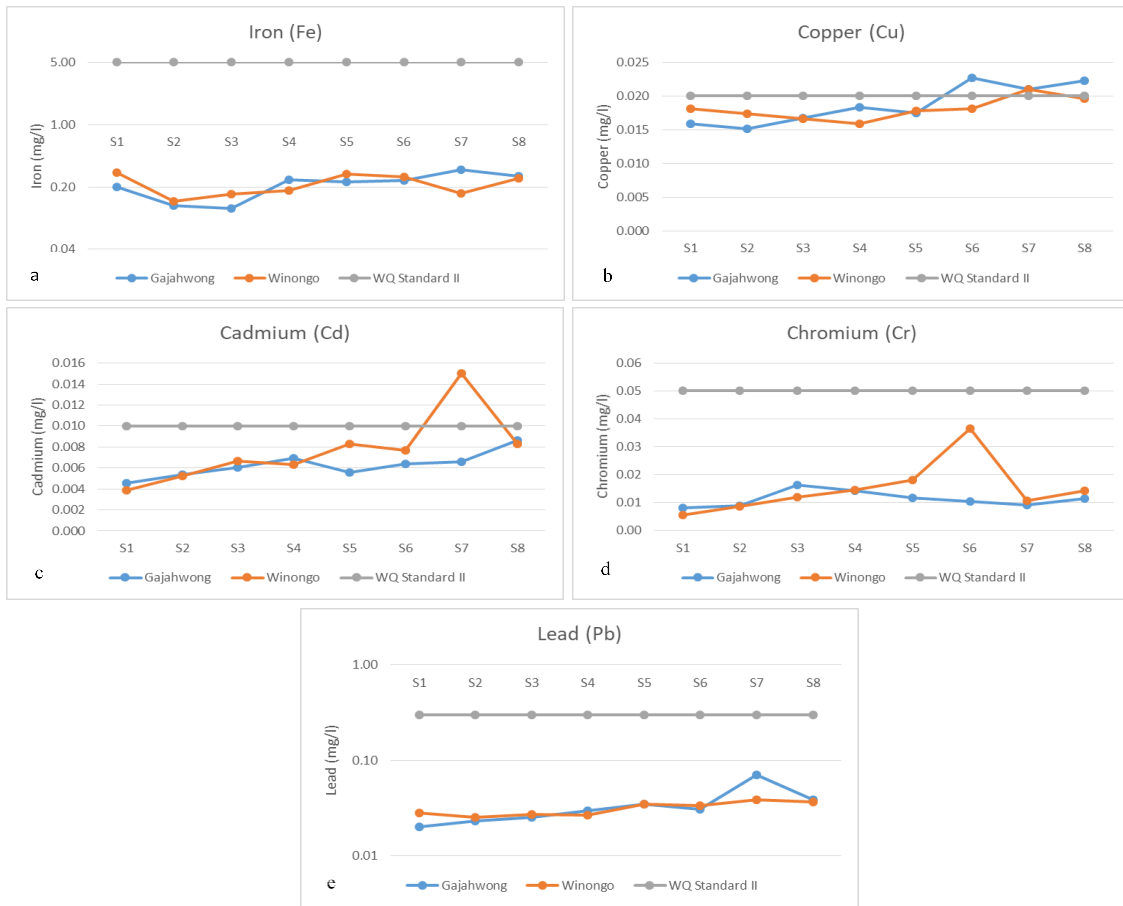 Iron (Fe)
5.00
1.00
0.20
0.04
Iron (mg/l)
S1 S2 S3 S4 S5 S6 S7 S8
Gajahwong Winongo WQ Standard II
a
Copper (Cu)
0.025
0.020
0.015
0.010
0.005
0.000
Copper (mg/l)
S1 S2 S3 S4 S5 S6 S7 S8
Gajahwong Winongo WQ Standard II
b
Cadmium (Cd)
0.016
0.014
0.012
0.010
0.008
0.006
0.004
0.002
0.000
Cadmium (mg/l)
S1 S2 S3 S4 S5 S6 S7 S8
Gajahwong Winongo WQ Standard II
c
Chromium (Cr)
0.06
0.05
0.04
0.03
0.02
0.01
0.00
Chromium (mg/l)
S1 S2 S3 S4 S5 S6 S7 S8
Gajahwong Winongo WQ Standard II
d
Lead (Pb)
1.00
0.10
0.01
Lead (mg/l)
S1 S2 S3 S4 S5 S6 S7 S8
Gajahwong Winongo WQ Standard II
e